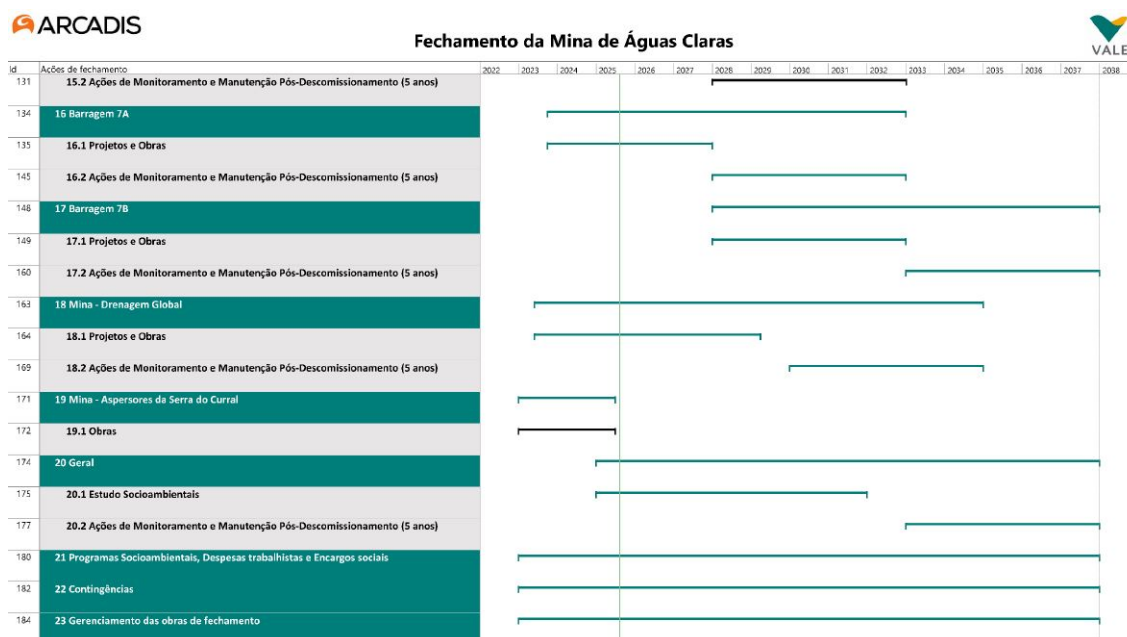 ARCADIS
Fechamento da Mina de Águas Claras
VALE
Id Ações de fechamento 2022 2023 2024 2025 2026 2027 2028 2029 2030 2031 2032 2033 2034 2035 2036 2037 2038
131 15.2 Ações de Monitoramento e Manutenção Pós-Descomissionamento (5 anos)
134 16 Barragem 7A
135 16.1 Projetos e Obras
145 16.2 Ações de Monitoramento e Manutenção Pós-Descomissionamento (5 anos)
148 17 Barragem 7B
149 17.1 Projetos e Obras
160 17.2 Ações de Monitoramento e Manutenção Pós-Descomissionamento (5 anos)
163 18 Mina - Drenagem Global
164 18.1 Projetos e Obras
169 18.2 Ações de Monitoramento e Manutenção Pós-Descomissionamento (5 anos)
171 19 Mina - Aspersores da Serra do Curral
172 19.1 Obras
174 20 Geral
175 20.1 Estudo Socioambientais
177 20.2 Ações de Monitoramento e Manutenção Pós-Descomissionamento (5 anos)
180 21 Programas Socioambientais, Despesas trabalhistas e Encargos sociais
182 22 Contingências
184 23 Gerenciamento das obras de fechamento